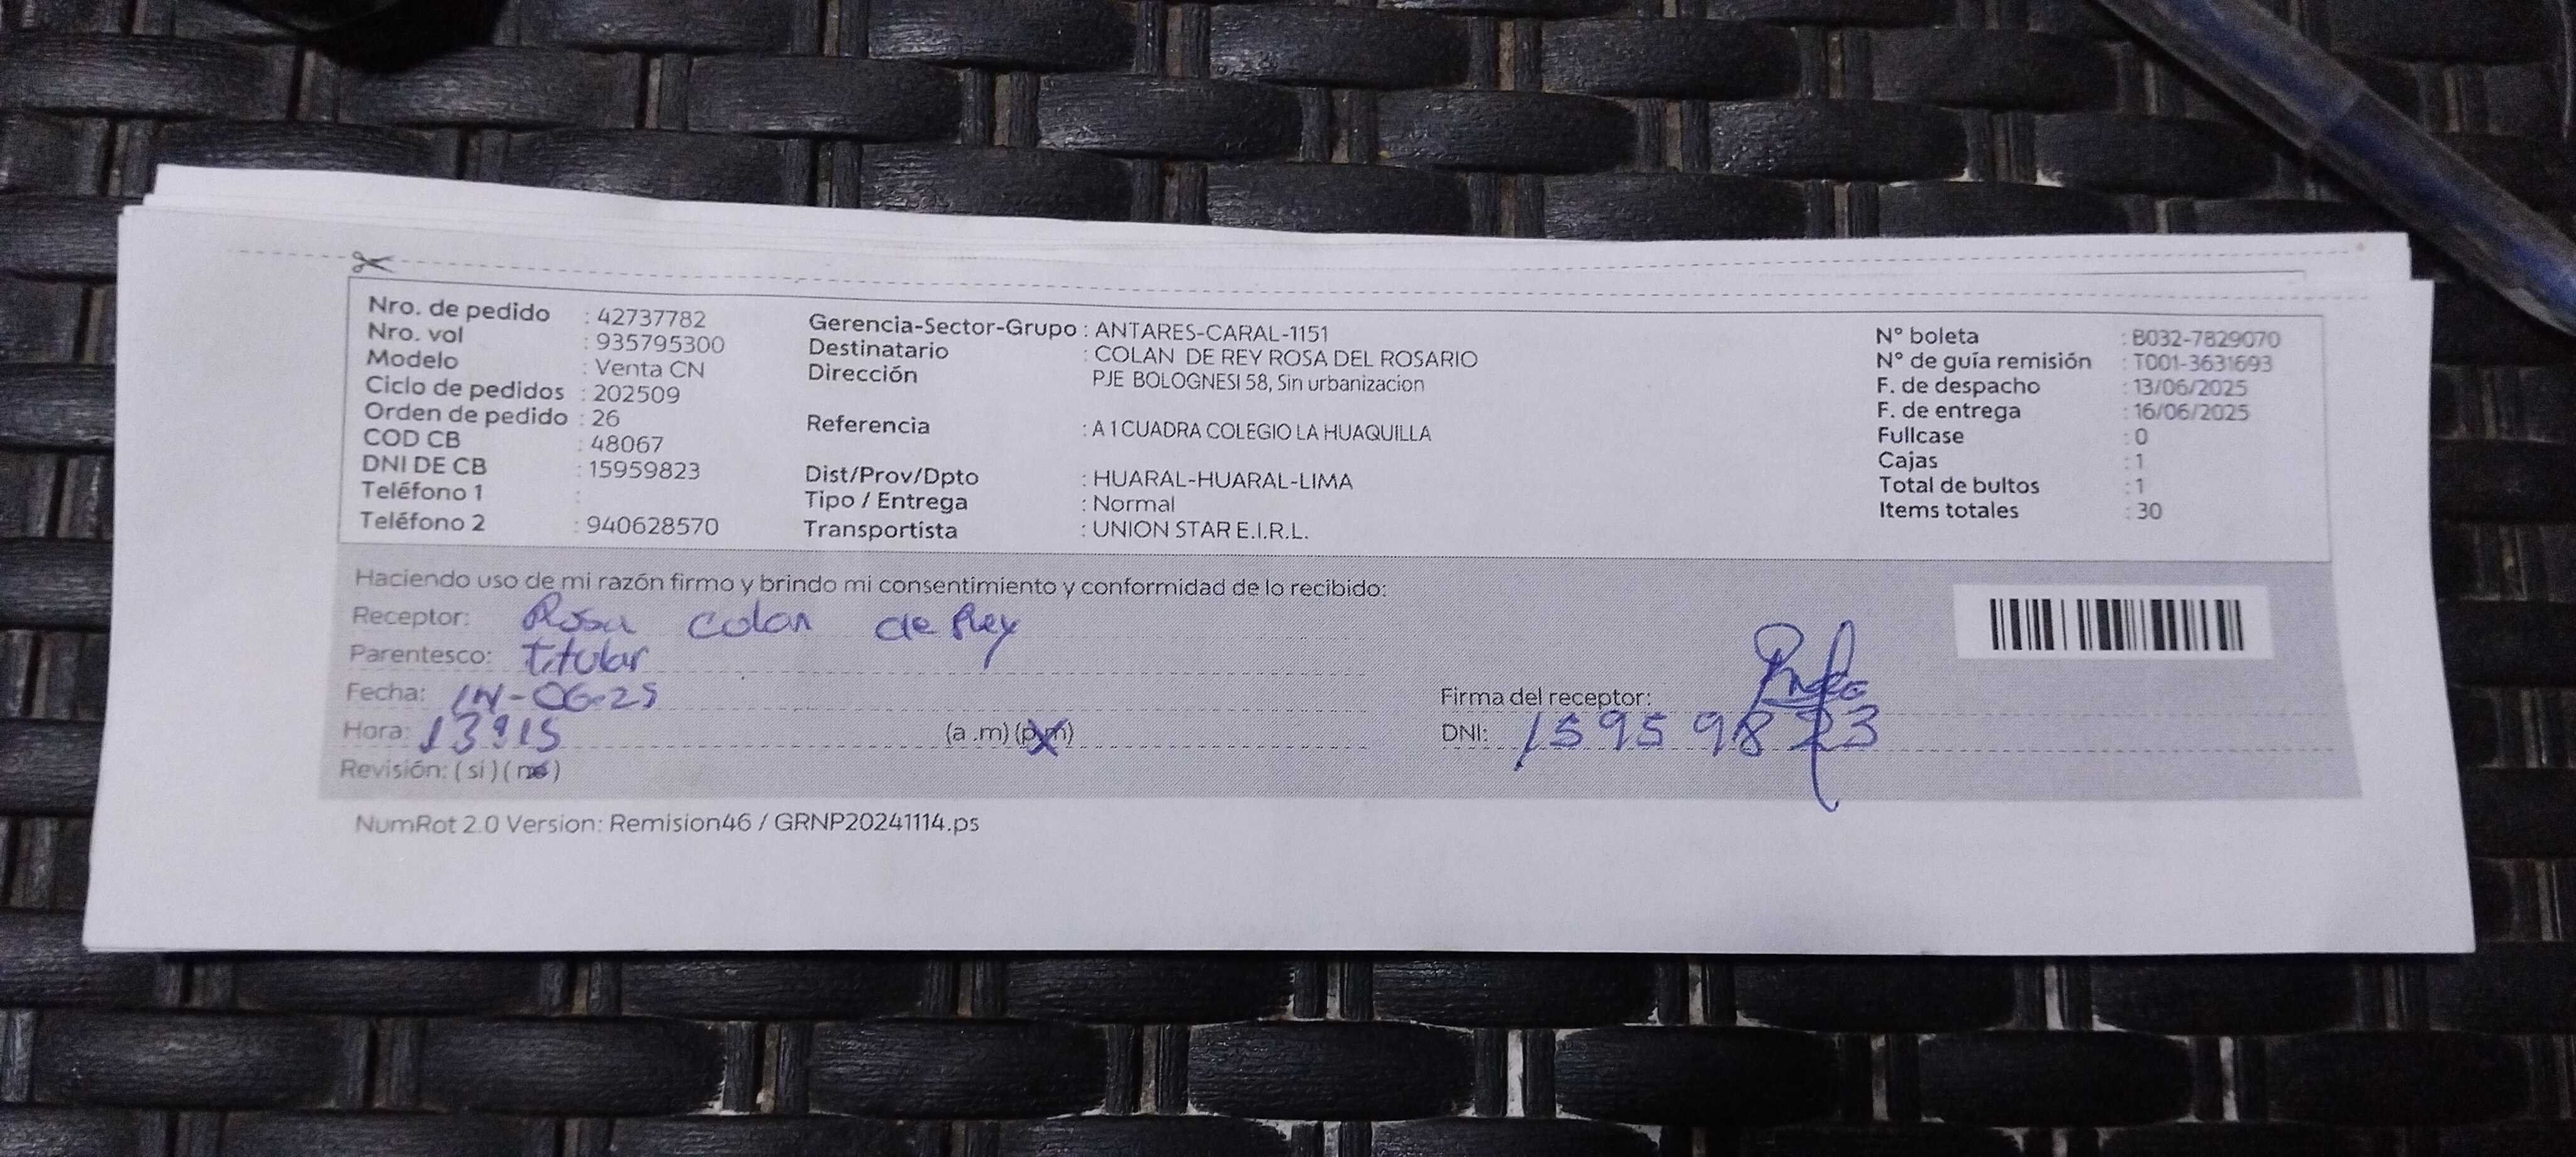 Nro. de pedido : 42737782
Nro. vol : 935795300
Modelo : Venta CN
Ciclo de pedidos : 202509
Orden de pedido : 26
COD CB : 48067
DNI DE CB : 15959823
Teléfono 1 :
Teléfono 2 : 940628570
Gerencia-Sector-Grupo : ANTARES-CARAL-1151
Destinatario : COLAN DE REY ROSA DEL ROSARIO
Dirección PJE BOLOGNESI 58, Sin urbanizacion
Referencia : A 1 CUADRA COLEGIO LA HUAQUILLA
Dist/Prov/Dpto : HUARAL-HUARAL-LIMA
Tipo / Entrega : Normal
Transportista : UNION STAR E.I.R.L.
N° boleta : B032-7829070
N° de guía remisión : T001-3631693
F. de despacho : 13/06/2025
F. de entrega : 16/06/2025
Fullcase : 0
Cajas : 1
Total de bultos : 1
Items totales : 30
Haciendo uso de mi razón firmo y brindo mi consentimiento y conformidad de lo recibido:
Receptor: Rosa colan de Rey
Parentesco: titular
Fecha: 14-06-25
Hora: 13:15 (a .m) (p.m)
Revisión: ( si ) ( no )
Firma del receptor:
DNI: 15959823
NumRot 2.0 Version: Remision46 / GRNP20241114.ps